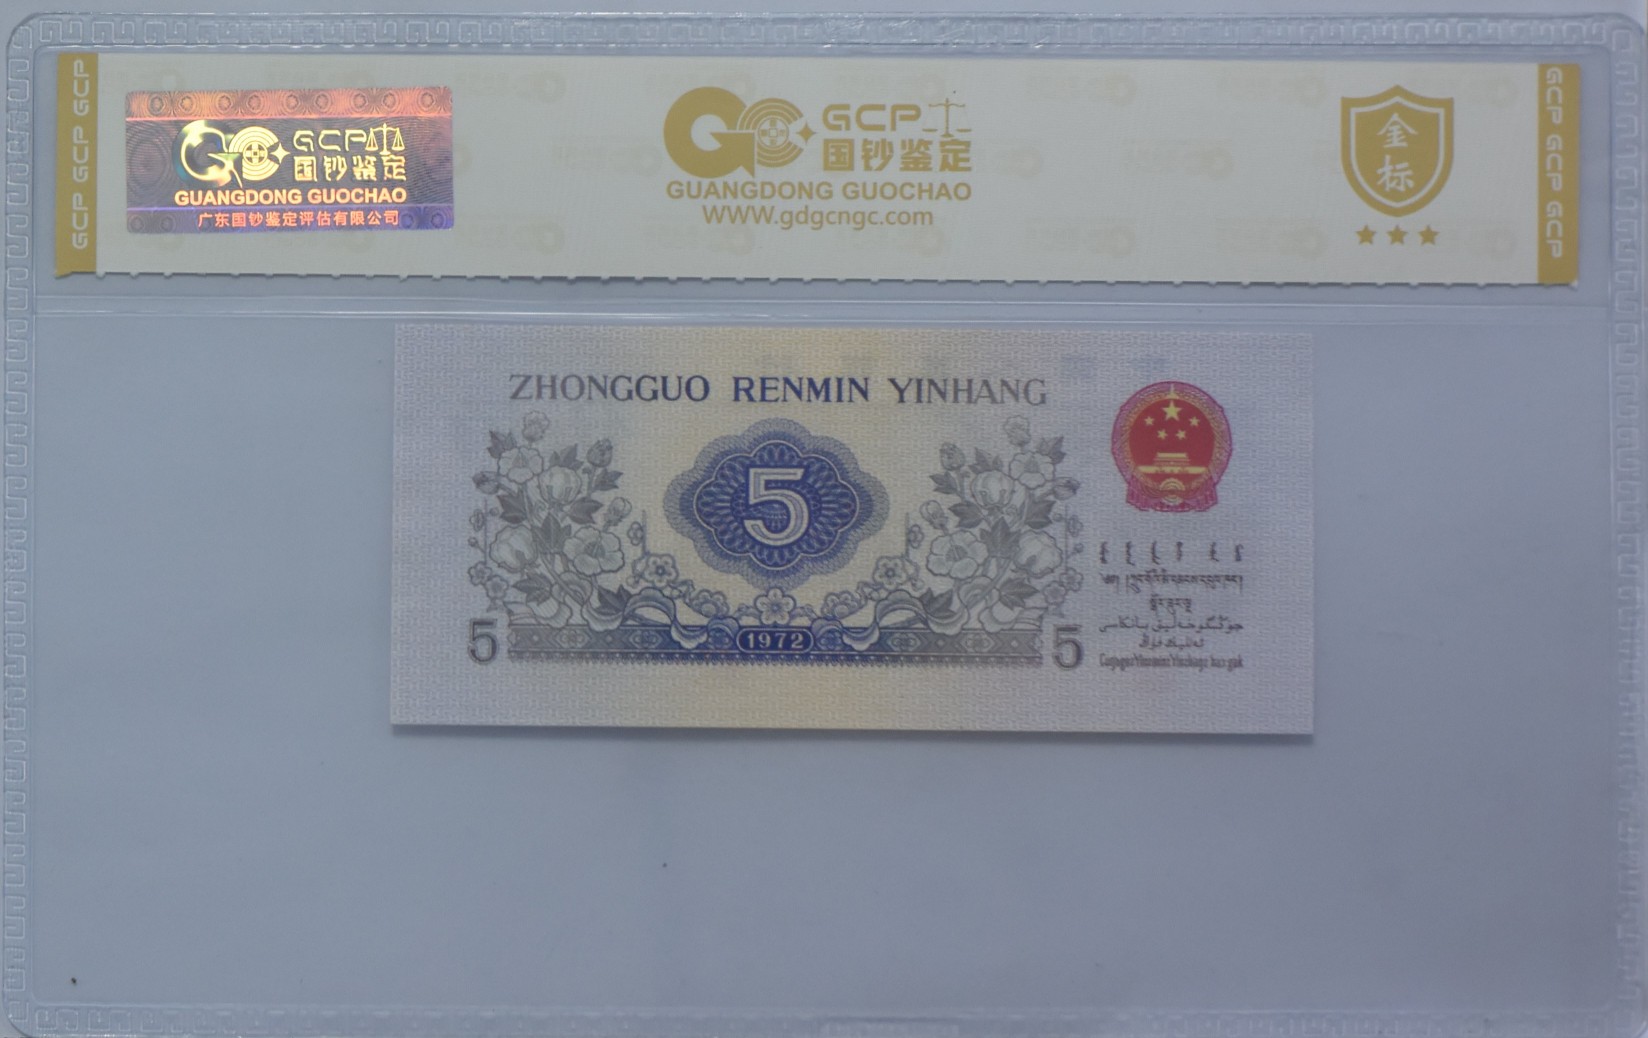 GCP GCP GCP
GCP
国钞鉴定
GUANGDONG GUOCHAO
广东国钞鉴定评估有限公司
GCP
国钞鉴定
GUANGDONG GUOCHAO
WWW.gdgcngc.com
金标
GCP GCP GCP
ZHONGGUO RENMIN YINHANG
5
1972
5
5
جۇڭگوخەلىق بانكىسى